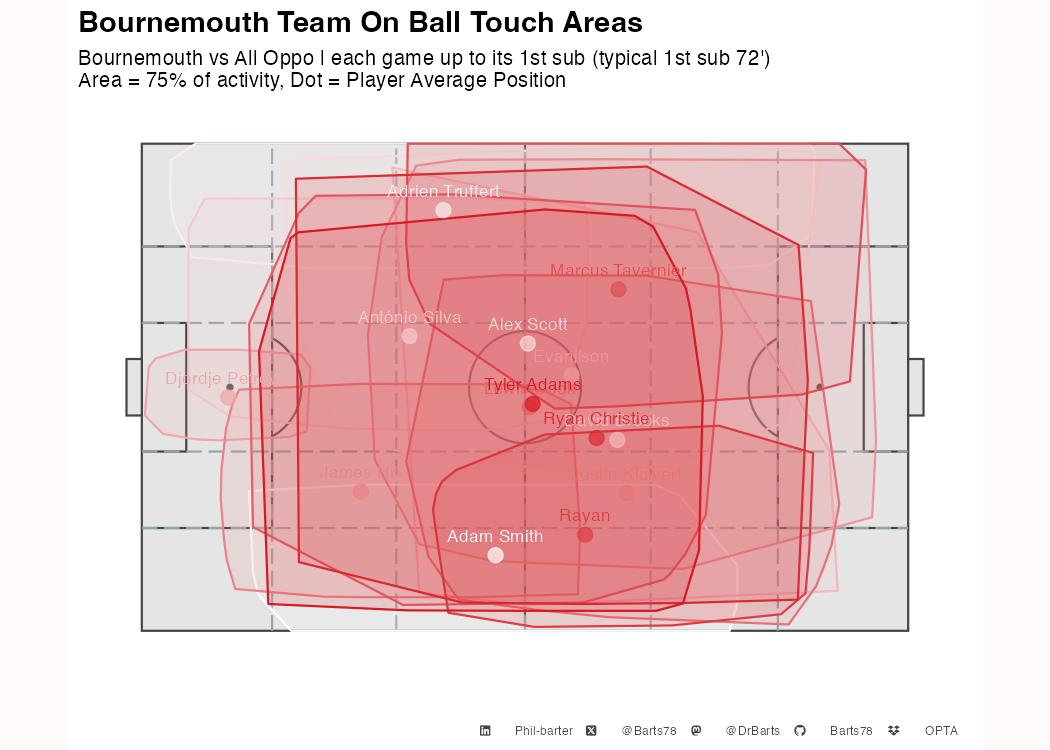 Bournemouth Team On Ball Touch Areas
Bournemouth vs All Oppo I each game up to its 1st sub (typical 1st sub 72')
Area = 75% of activity, Dot = Player Average Position
Adrien Truffert
Marcus Tavernier
António Silva
Alex Scott
Evanilson
Djordje
Tyler Adams
Ryan Christie
James
Justin Kluivert
Rayan
Adam Smith
Phil-barter @Barts78 @DrBarts Barts78 OPTA